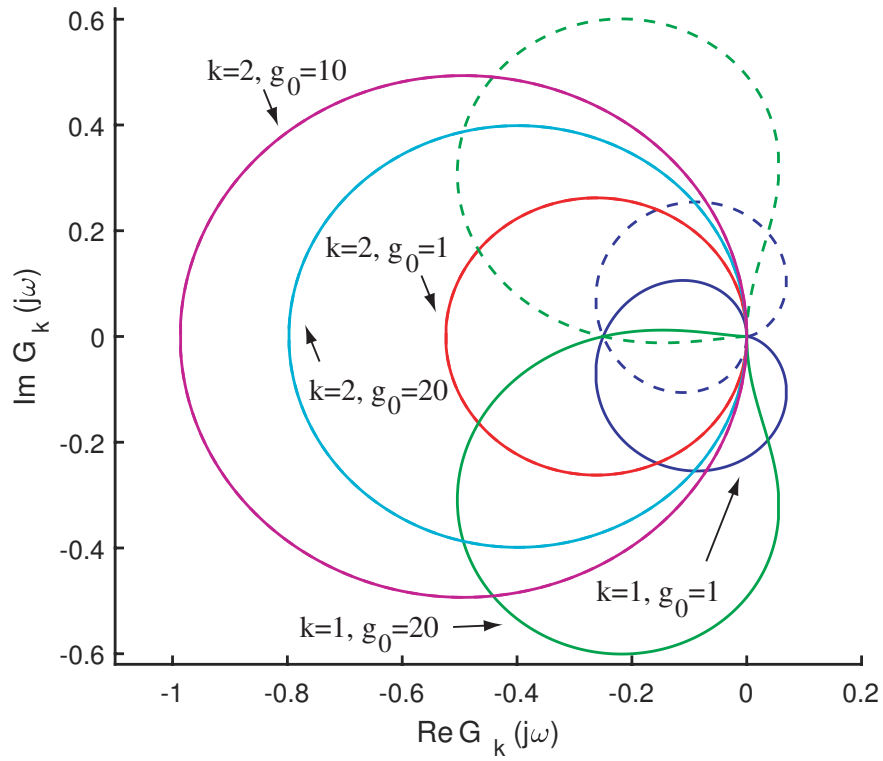 0.6
k=2, g0=10
0.4
0.2
k=2, g0=1
0
k=2, g0=20
-0.2
-0.4
k=1, g0=1
k=1, g0=20
-0.6
-1
-0.8
-0.6
-0.4
-0.2
0
0.2
Im G k (jω)
Re G k (jω)